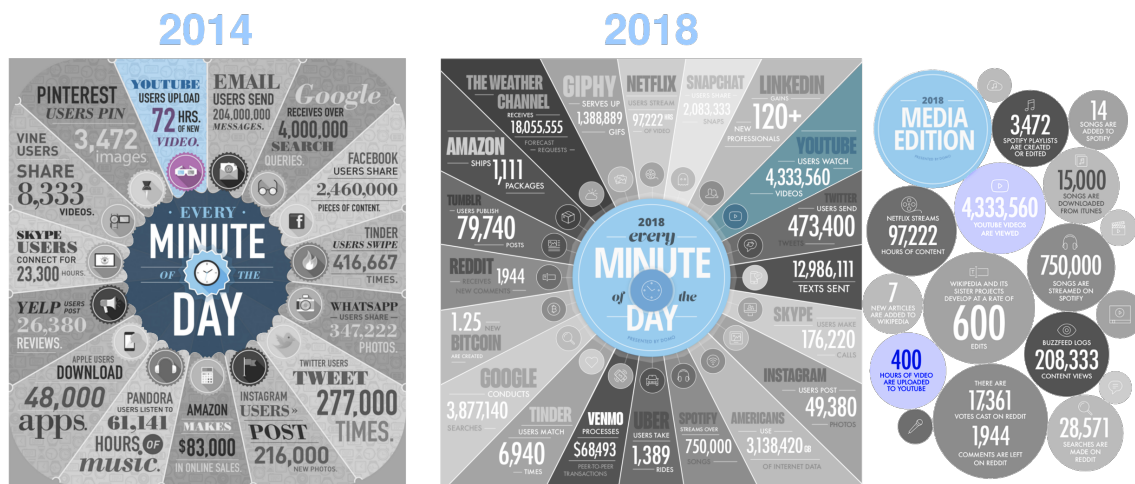 2014
2018
PINTEREST
USERS PIN
3,472
images
YOUTUBE
USERS UPLOAD
72 HRS.
OF NEW
VIDEO.
EMAIL
USERS SEND
204,000,000
MESSAGES.
Google
RECEIVES OVER
4,000,000
SEARCH
QUERIES.
FACEBOOK
USERS SHARE
2,460,000
PIECES OF CONTENT.
TINDER
USERS SWIPE
416,667
TIMES.
WHATSAPP
USERS SHARE
347,222
PHOTOS.
TWITTER USERS
TWEET
277,000
TIMES.
INSTAGRAM
USERS »
POST
216,000
NEW PHOTOS.
AMAZON
MAKES
$83,000
IN ONLINE SALES.
PANDORA
USERS LISTEN TO
61,141
HOURS OF
music.
APPLE USERS
DOWNLOAD
48,000
apps.
YELP USERS
POST
26,380
REVIEWS.
SKYPE
USERS
CONNECT FOR
23,300 HOURS.
VINE
USERS
SHARE
8,333
VIDEOS.
· EVERY ·
MINUTE
OF THE
DAY
THE WEATHER
CHANNEL
RECEIVES
18,055,555
FORECAST
REQUESTS
GIPHY
SERVES UP
1,388,889
GIFS
NETFLIX
USERS STREAM
97,222 HRS
OF VIDEO
SNAPCHAT
USERS SHARE
2,083,333
SNAPS
LINKEDIN
GAINS
120+
NEW
PROFESSIONALS
YOUTUBE
USERS WATCH
4,333,560
VIDEOS
TWITTER
USERS SEND
473,400
TWEETS
12,986,111
TEXTS SENT
SKYPE
USERS MAKE
176,220
CALLS
INSTAGRAM
USERS POST
49,380
PHOTOS
AMERICANS
USE
3,138,420 GB
OF INTERNET DATA
SPOTIFY
STREAMS OVER
750,000
SONGS
UBER
USERS TAKE
1,389
RIDES
VENMO
PROCESSES
$68,493
PEER-TO-PEER
TRANSACTIONS
TINDER
USERS MATCH
6,940
TIMES
GOOGLE
CONDUCTS
3,877,140
SEARCHES
1.25 NEW
BITCOIN
ARE CREATED
REDDIT
RECEIVES 1,944
NEW COMMENTS
TUMBLR
USERS PUBLISH
79,740
POSTS
AMAZON
SHIPS 1,111
PACKAGES
2018
every
MINUTE
of the
DAY
PRESENTED BY DOMO
2018
MEDIA
EDITION
PRESENTED BY DOMO
3,472
SPOTIFY PLAYLISTS
ARE CREATED
OR EDITED
14
SONGS ARE
ADDED TO
SPOTIFY
NETFLIX STREAMS
97,222
HOURS OF CONTENT
4,333,560
YOUTUBE VIDEOS
ARE VIEWED
15,000
SONGS ARE
DOWNLOADED
FROM ITUNES
7
NEW ARTICLES
ARE ADDED TO
WIKIPEDIA
WIKIPEDIA AND ITS
SISTER PROJECTS
DEVELOP AT A RATE OF
600
EDITS
750,000
SONGS ARE
STREAMED ON
SPOTIFY
400
HOURS OF VIDEO
ARE UPLOADED
TO YOUTUBE
BUZZFEED LOGS
208,333
CONTENT VIEWS
THERE ARE
17,361
VOTES CAST ON REDDIT
1,944
COMMENTS ARE LEFT
ON REDDIT
28,571
SEARCHES ARE
MADE ON
REDDIT